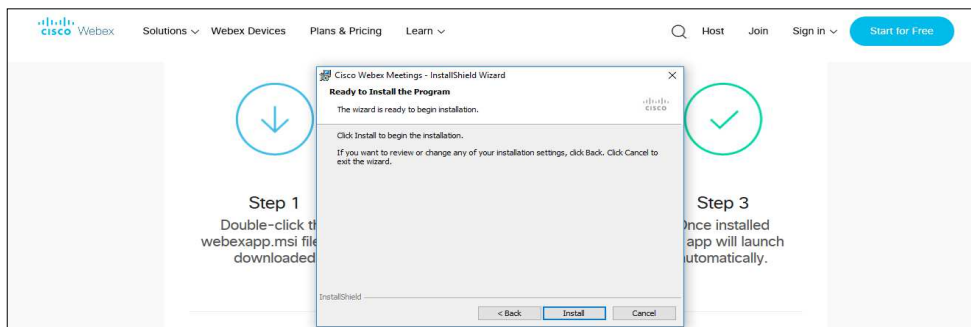 cisco Webex Solutions Webex Devices Plans & Pricing Learn Host Join Sign in Start for Free
Cisco Webex Meetings - InstallShield Wizard
Ready to Install the Program
The wizard is ready to begin installation.
cisco
Click Install to begin the installation.
If you want to review or change any of your installation settings, click Back. Click Cancel to
exit the wizard.
InstallShield
< Back Install Cancel
Step 1
Double-click
webexapp.msi
downloaded
Step 3
installed
app will launch
automatically.